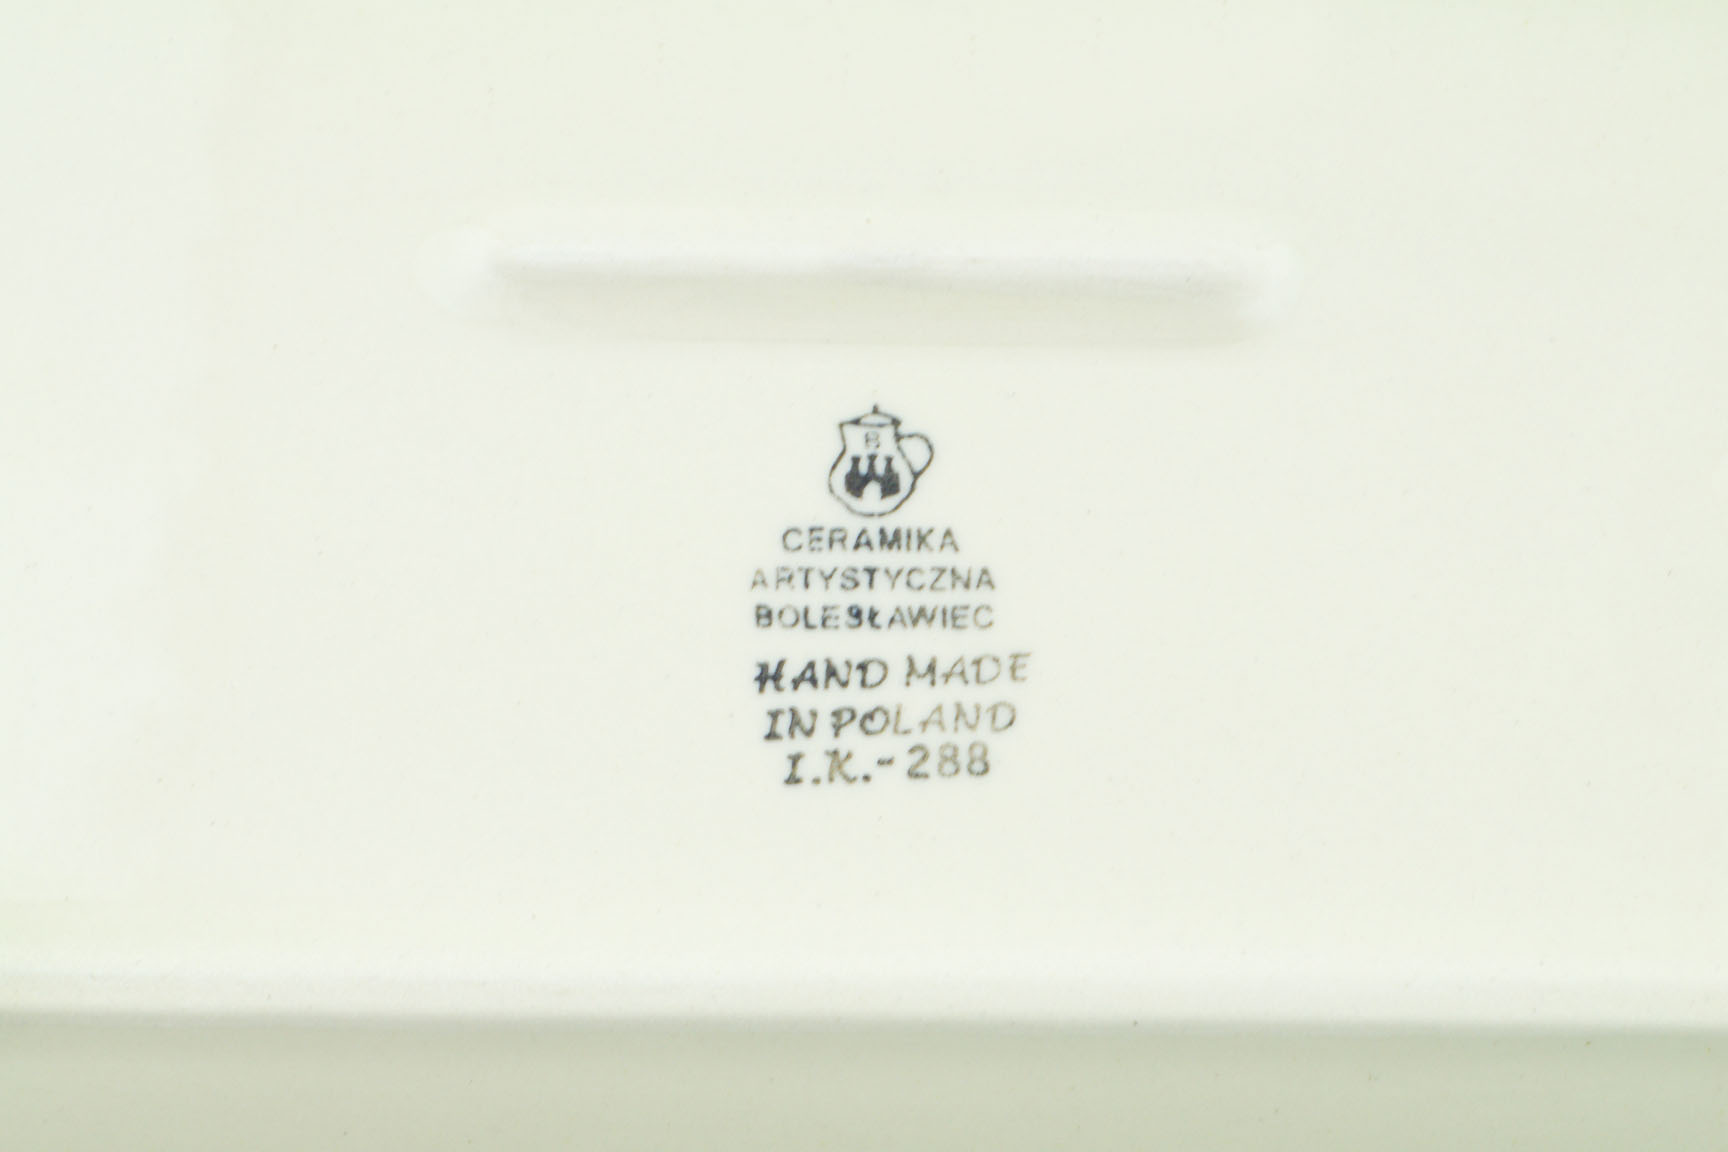 B
CERAMIKA
ARTYSTYCZNA
BOLESŁAWIEC
HAND MADE
IN POLAND
I.K.-288